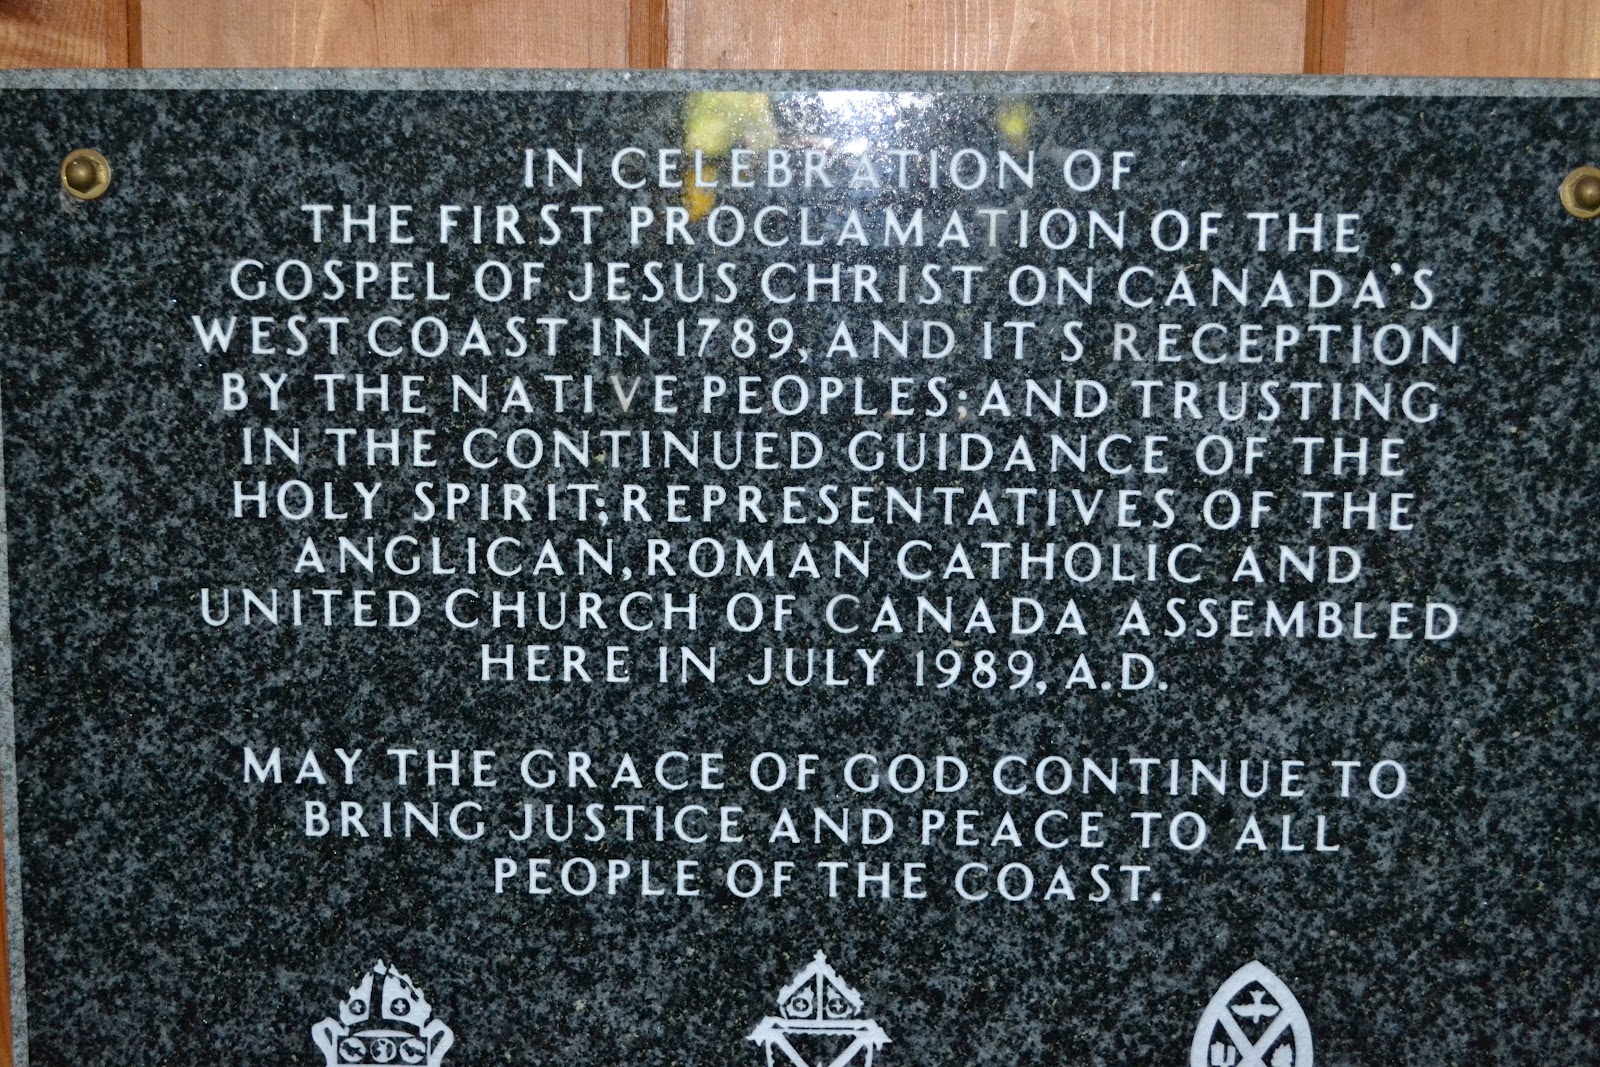 IN CELEBRATION OF
THE FIRST PROCLAMATION OF THE
GOSPEL OF JESUS CHRIST ON CANADA'S
WEST COAST IN 1789, AND IT S RECEPTION
BY THE NATIVE PEOPLES; AND TRUSTING
IN THE CONTINUED GUIDANCE OF THE
HOLY SPIRIT; REPRESENTATIVES OF THE
ANGLICAN, ROMAN CATHOLIC AND
UNITED CHURCH OF CANADA ASSEMBLED
HERE IN JULY 1989, A.D.
MAY THE GRACE OF GOD CONTINUE TO
BRING JUSTICE AND PEACE TO ALL
PEOPLE OF THE COAST.